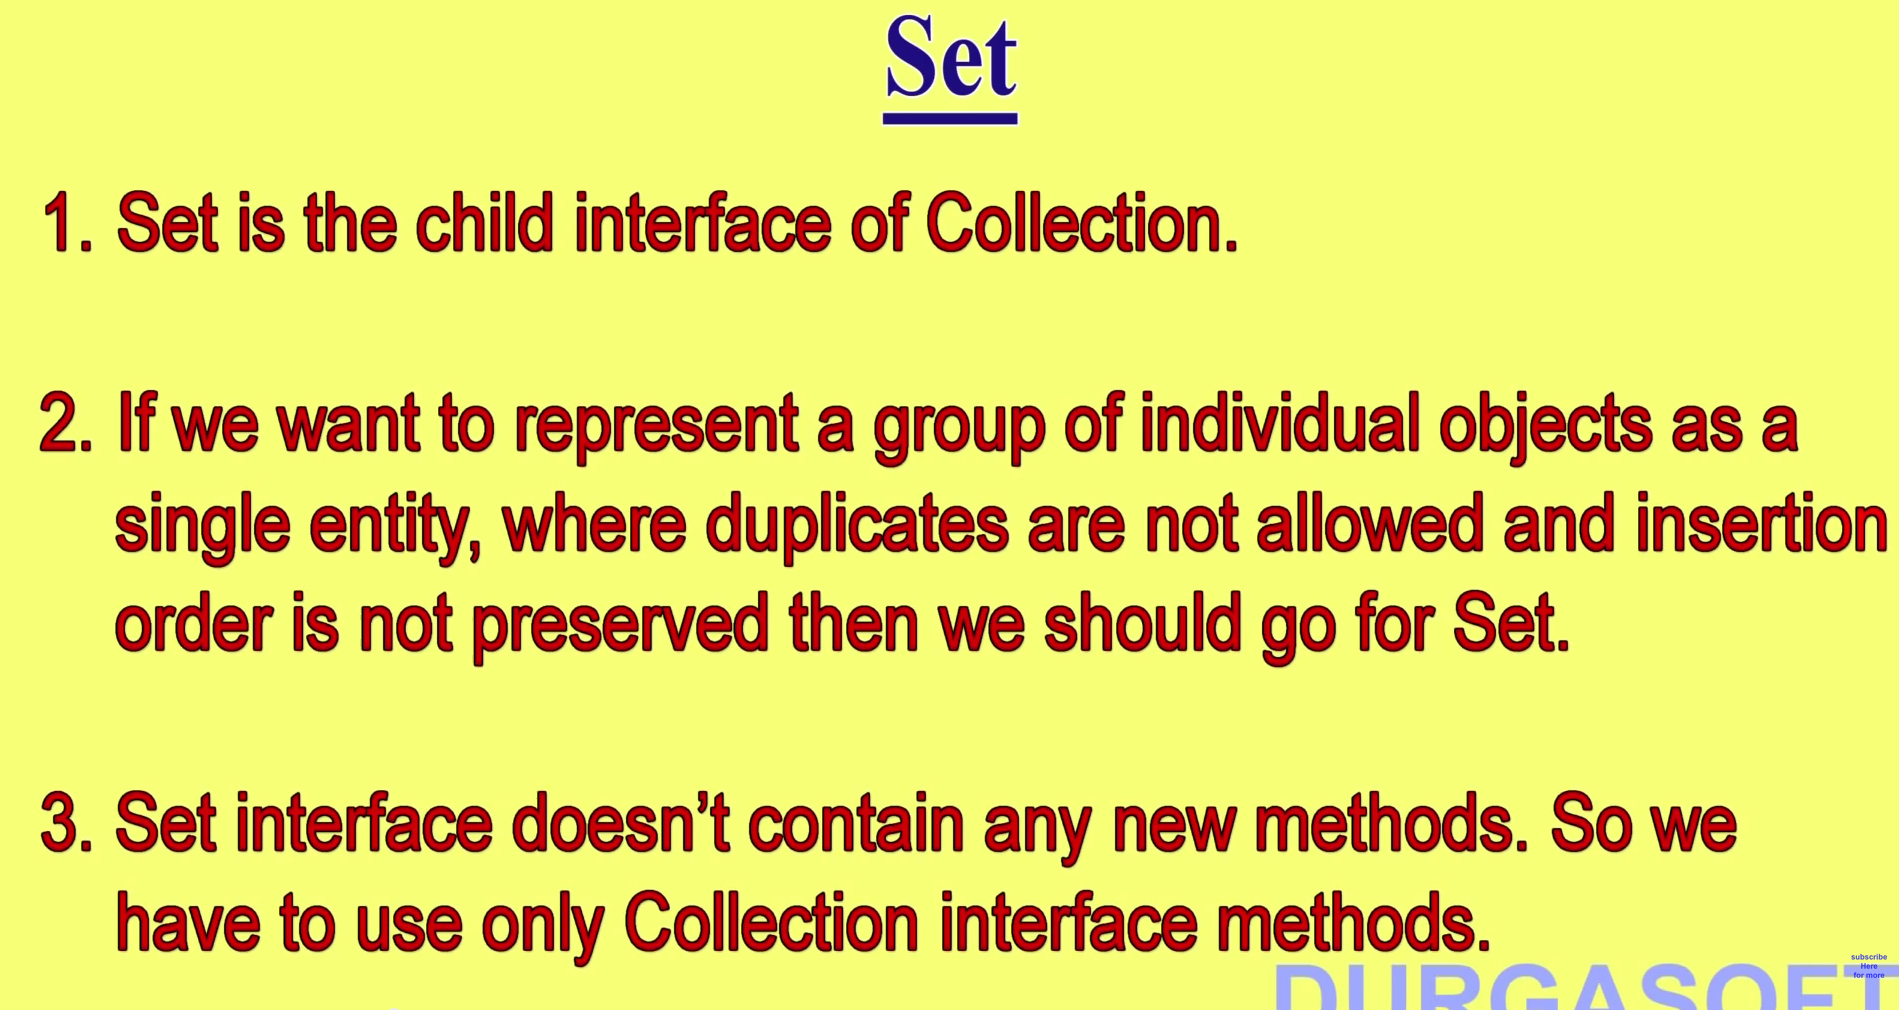 Set
1. Set is the child interface of Collection.
2. If we want to represent a group of individual objects as a
single entity, where duplicates are not allowed and insertion
order is not preserved then we should go for Set.
3. Set interface doesn’t contain any new methods. So we
have to use only Collection interface methods.
DURGASOFT
subscribe
Here
for more